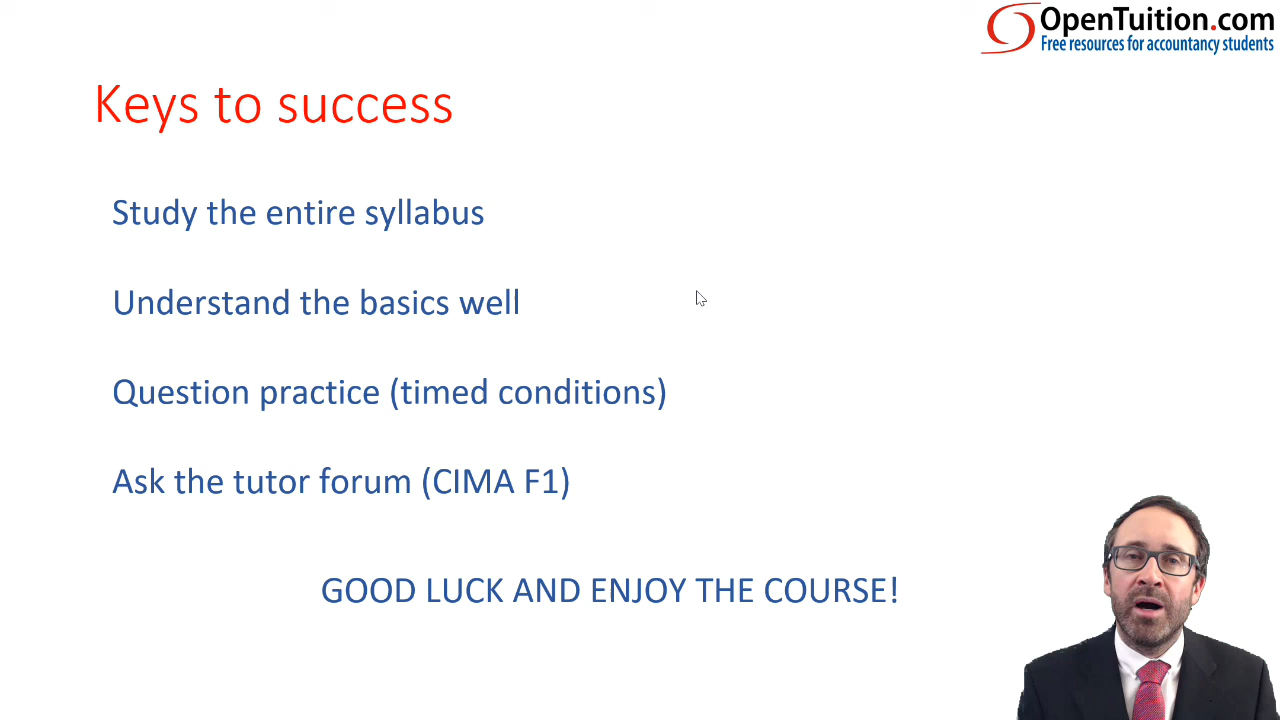 OpenTuition.com
Free resources for accountancy students
Keys to success
Study the entire syllabus
Understand the basics well
Question practice (timed conditions)
Ask the tutor forum (CIMA F1)
GOOD LUCK AND ENJOY THE COURSE!